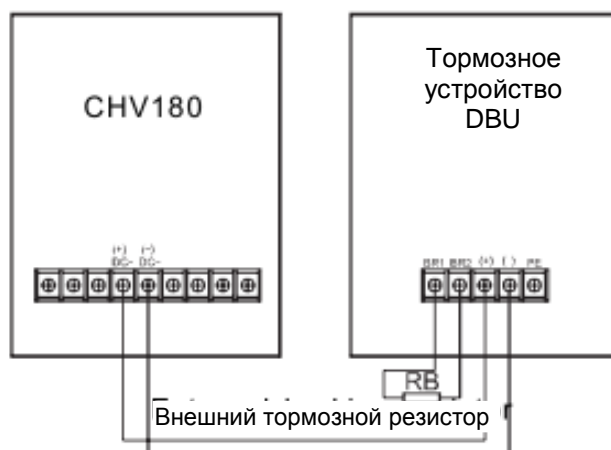 CHV180
Тормозное
устройство
DBU
(+) (-)
DC- DC-
BR1 BR2 (+) (-) PE
RB
Внешний тормозной резистор